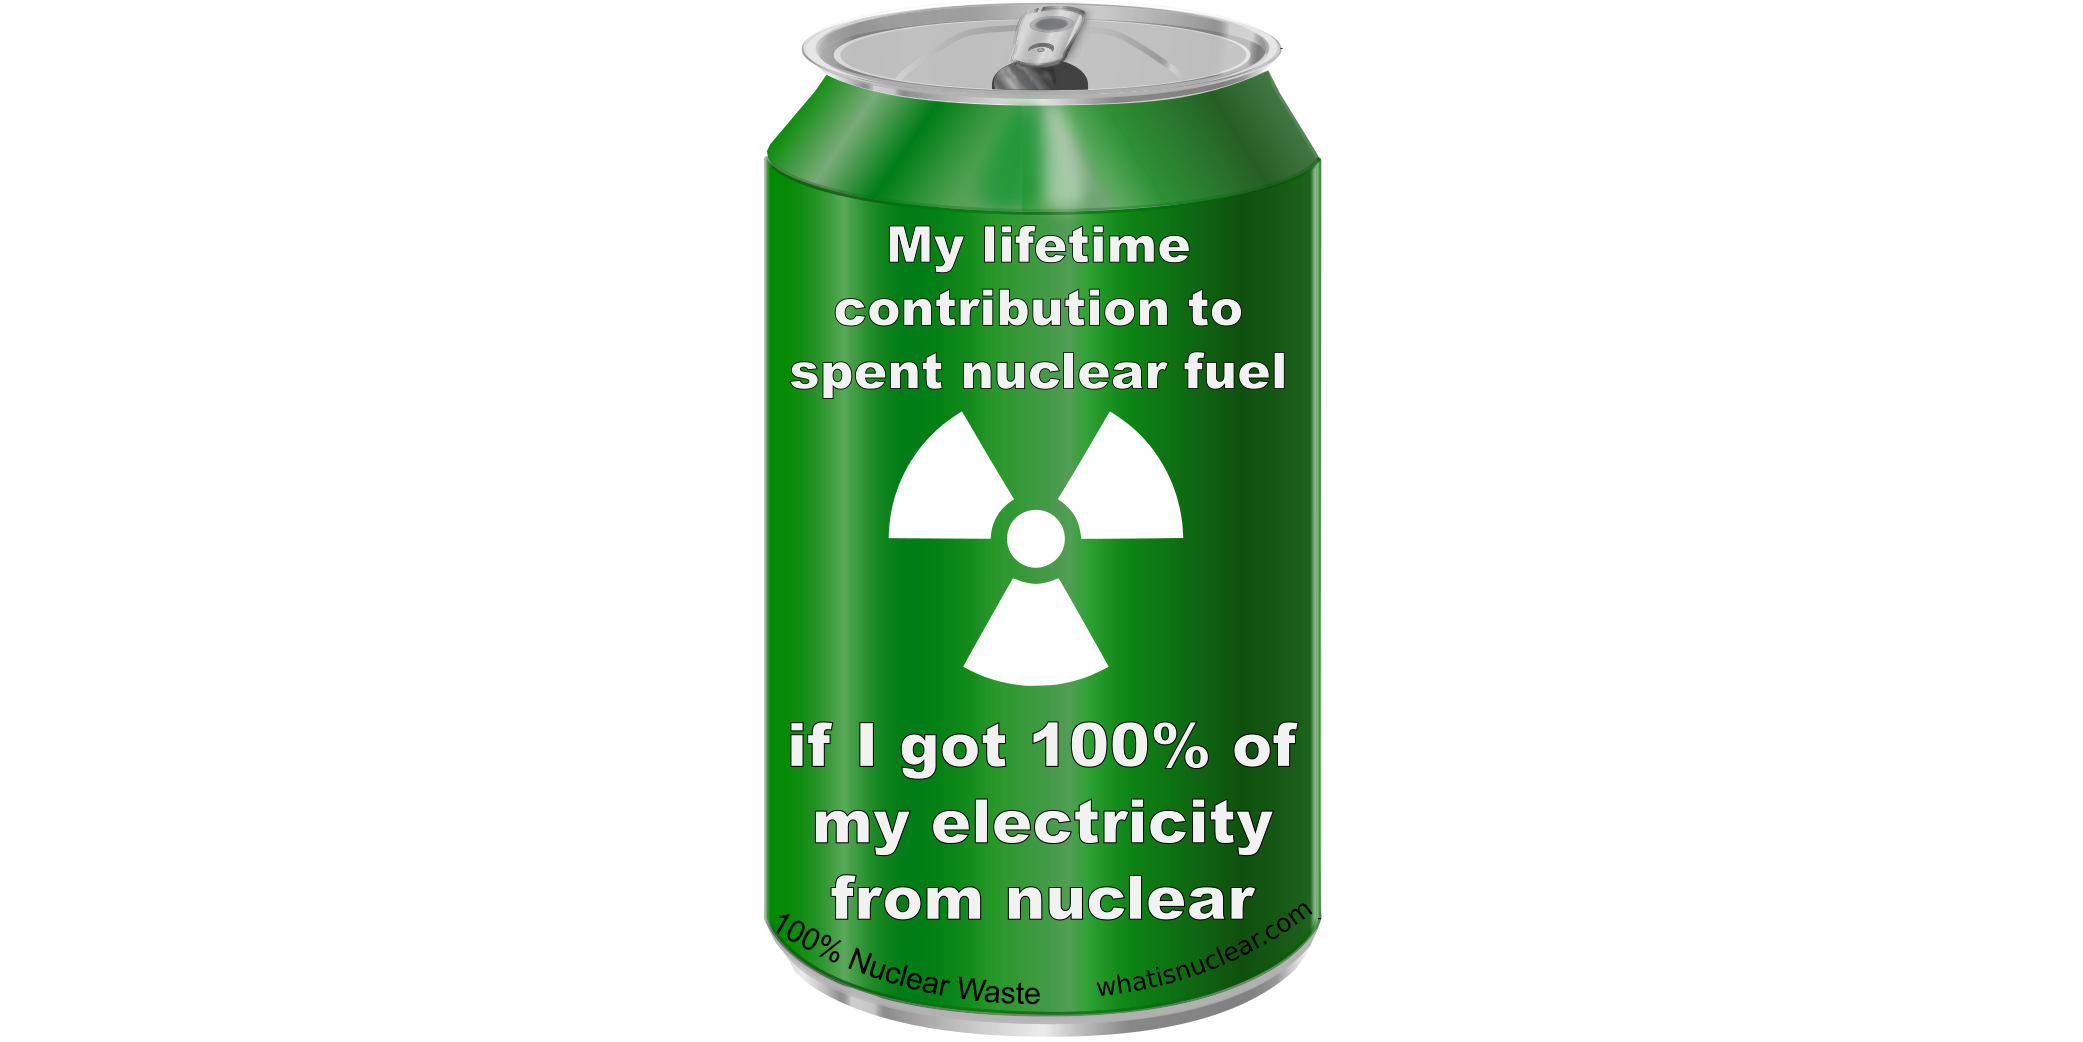 My lifetime
contribution to
spent nuclear fuel
if I got 100% of
my electricity
from nuclear
100% Nuclear Waste
whatisnuclear.com